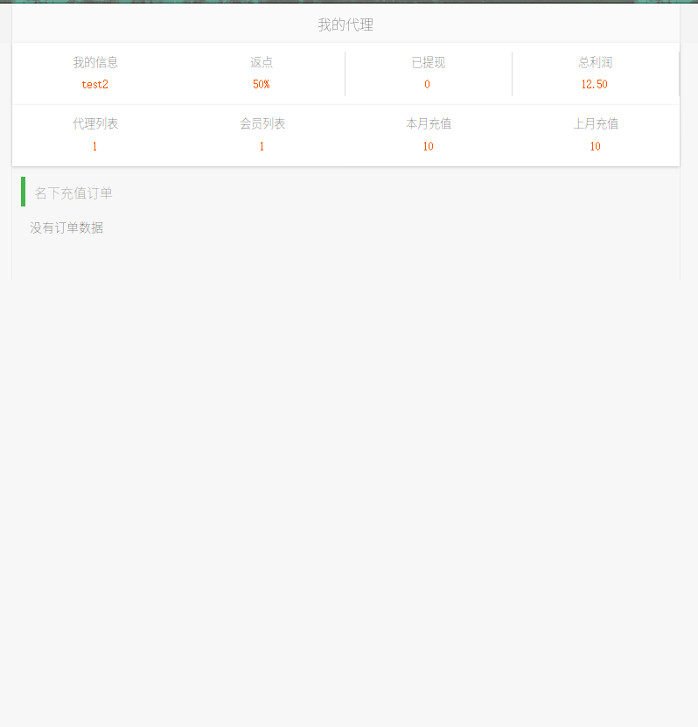 我的代理
我的信息 返点 已提现 总利润
test2 50% 0 12.50
代理列表 会员列表 本月充值 上月充值
1 1 10 10
名下充值订单
没有订单数据